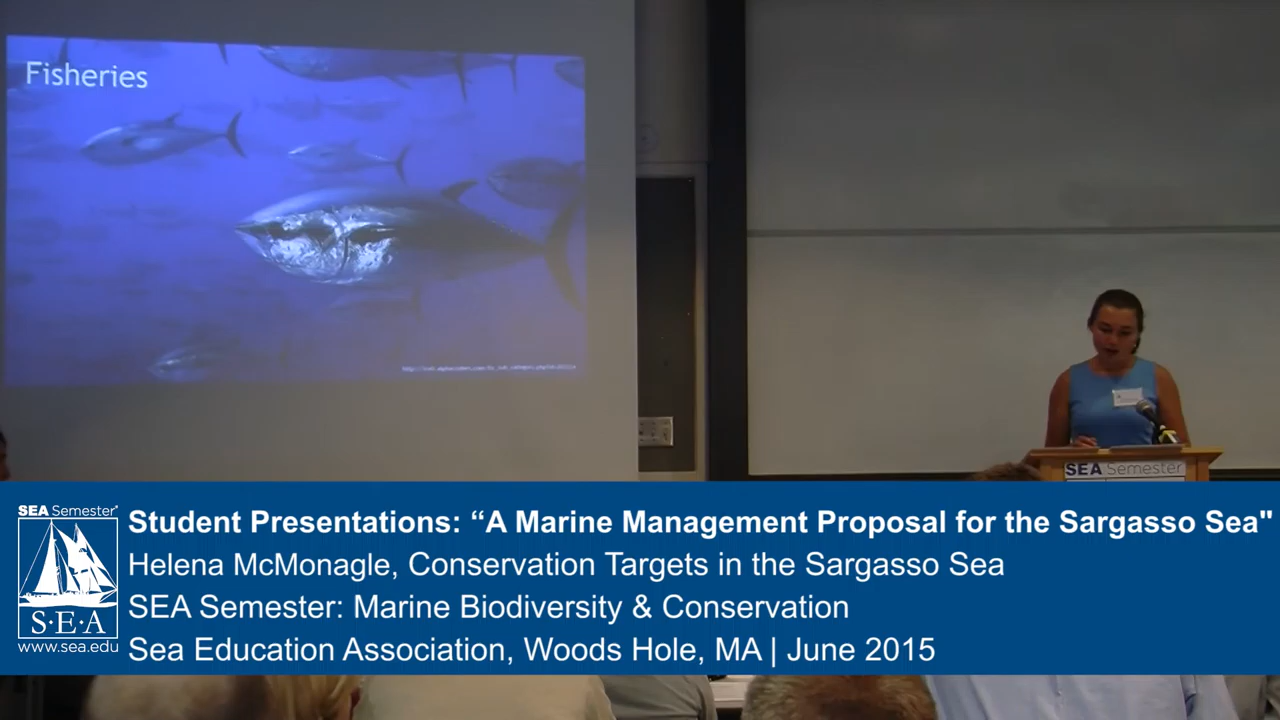 Fisheries
SEA Semester
SEA Semester®
S·E·A
www.sea.edu
Student Presentations: “A Marine Management Proposal for the Sargasso Sea"
Helena McMonagle, Conservation Targets in the Sargasso Sea
SEA Semester: Marine Biodiversity & Conservation
Sea Education Association, Woods Hole, MA | June 2015